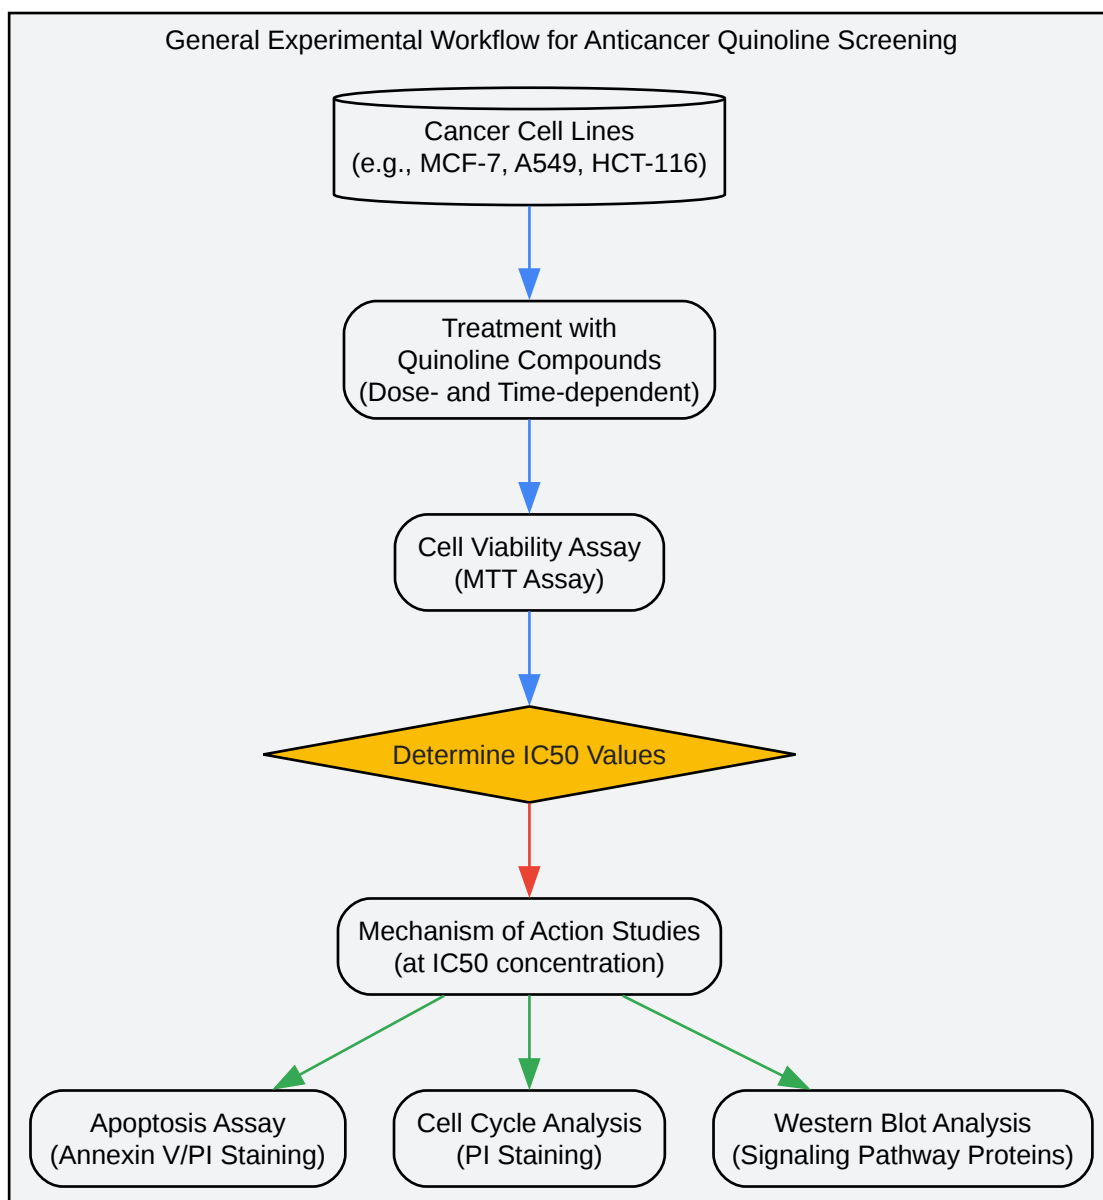 General Experimental Workflow for Anticancer Quinoline Screening
Cancer Cell Lines
(e.g., MCF-7, A549, HCT-116)
Treatment with
Quinoline Compounds
(Dose- and Time-dependent)
Cell Viability Assay
(MTT Assay)
Determine IC50 Values
Mechanism of Action Studies
(at IC50 concentration)
Apoptosis Assay
(Annexin V/PI Staining)
Cell Cycle Analysis
(PI Staining)
Western Blot Analysis
(Signaling Pathway Proteins)